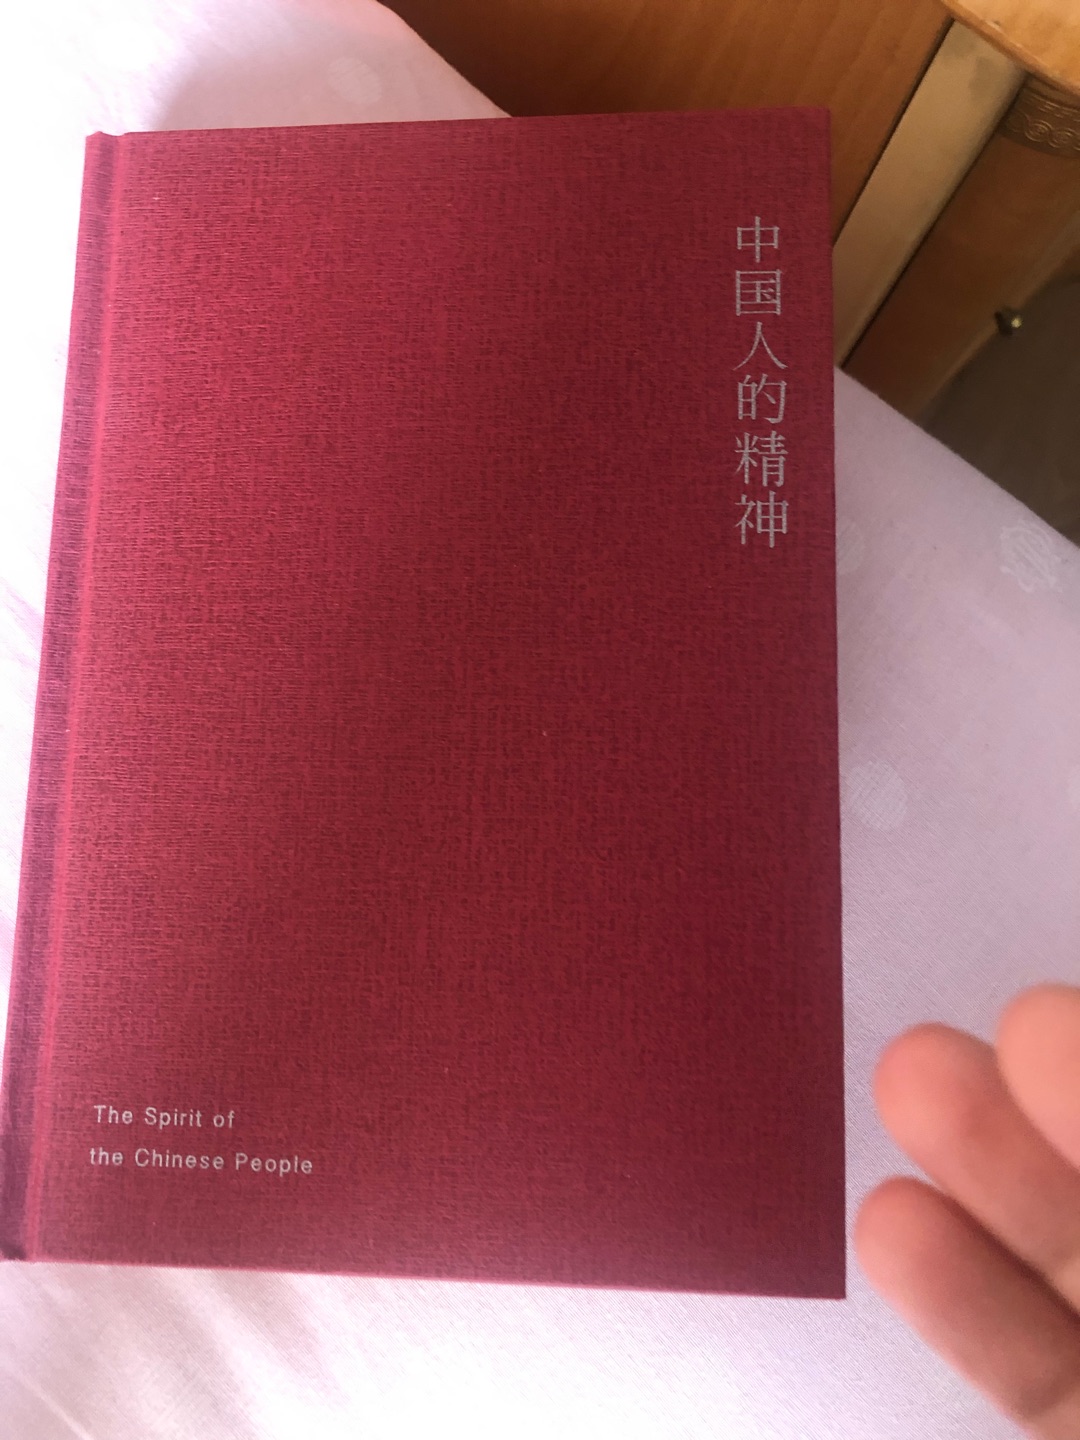 中国人的精神
The Spirit of
the Chinese People